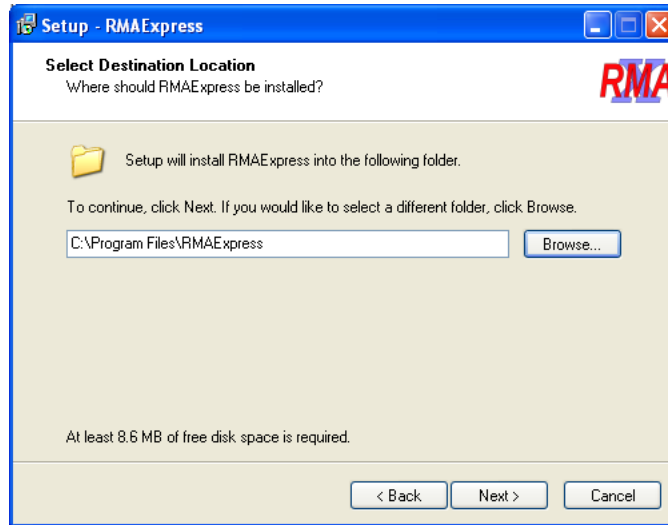 Setup - RMAExpress
Select Destination Location
Where should RMAExpress be installed?
RMA
Setup will install RMAExpress into the following folder.
To continue, click Next. If you would like to select a different folder, click Browse.
C:\Program Files\RMAExpress
Browse...
At least 8.6 MB of free disk space is required.
< Back
Next >
Cancel